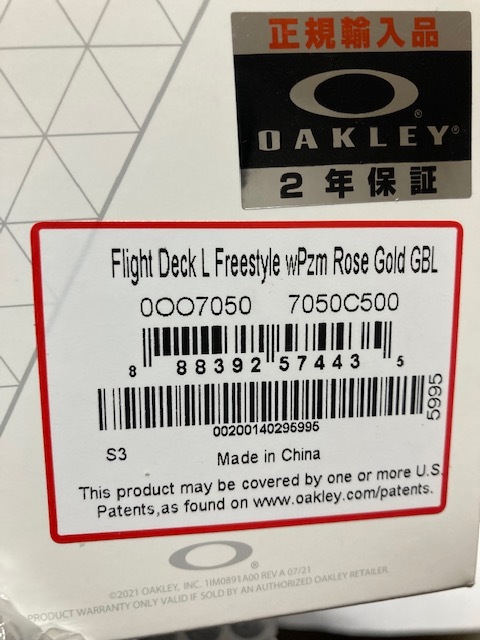 正規輸入品
OAKLEY®
2年保証
Flight Deck L Freestyle wPzm Rose Gold GBL
0OO7050 7050C500
8 88392 57443 5
00200140295995
5995
S3 Made in China
This product may be covered by one or more U.S.
Patents,as found on www.oakley.com/patents.
©2021 OAKLEY, INC. 1IM0891A00 REV A 07/21
PRODUCT WARRANTY ONLY VALID IF SOLD BY AN AUTHORIZED OAKLEY RETAILER.